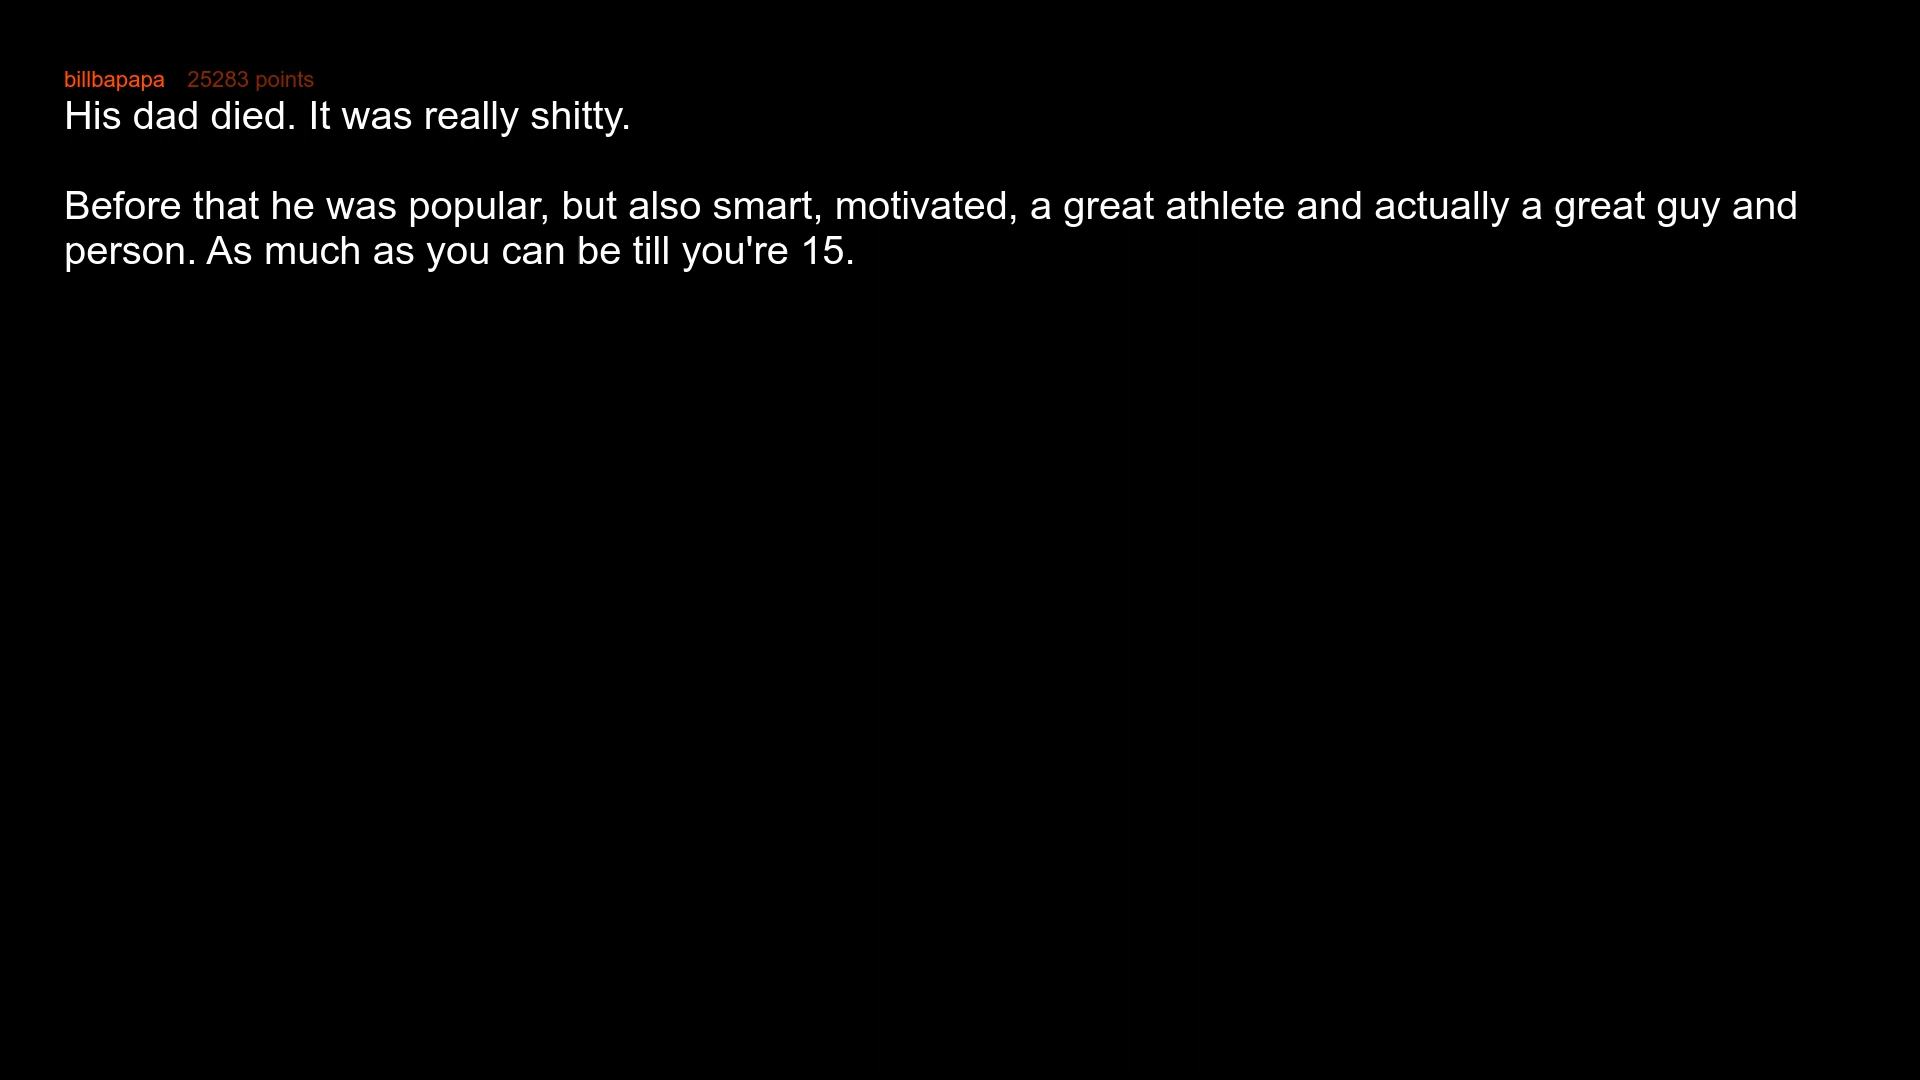 billbapapa 25283 points
His dad died. It was really shitty.
Before that he was popular, but also smart, motivated, a great athlete and actually a great guy and
person. As much as you can be till you're 15.